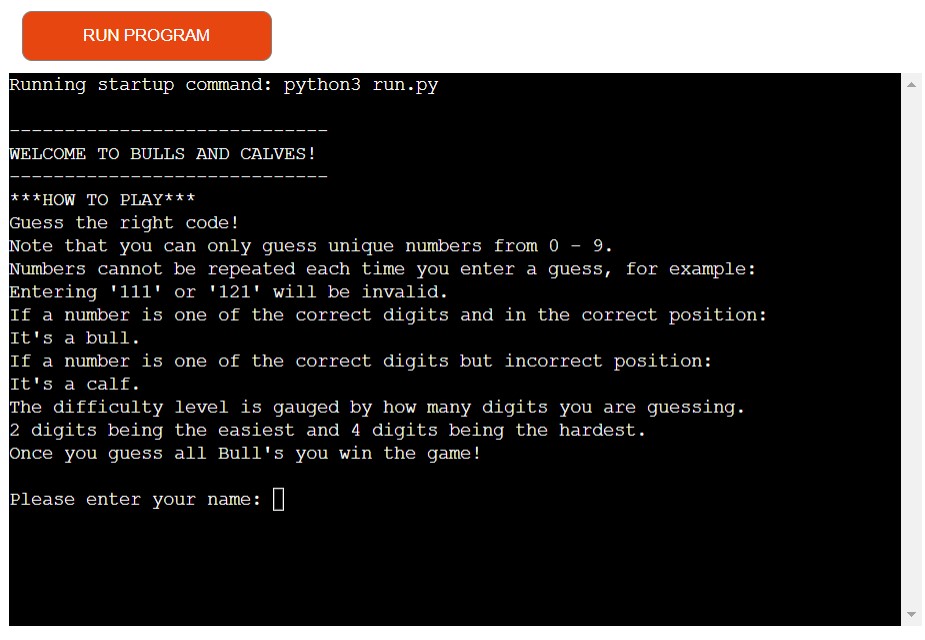 RUN PROGRAM
Running startup command: python3 run.py
-----------------------------
WELCOME TO BULLS AND CALVES!
-----------------------------
***HOW TO PLAY***
Guess the right code!
Note that you can only guess unique numbers from 0 - 9.
Numbers cannot be repeated each time you enter a guess, for example:
Entering '111' or '121' will be invalid.
If a number is one of the correct digits and in the correct position:
It's a bull.
If a number is one of the correct digits but incorrect position:
It's a calf.
The difficulty level is gauged by how many digits you are guessing.
2 digits being the easiest and 4 digits being the hardest.
Once you guess all Bull's you win the game!
Please enter your name: